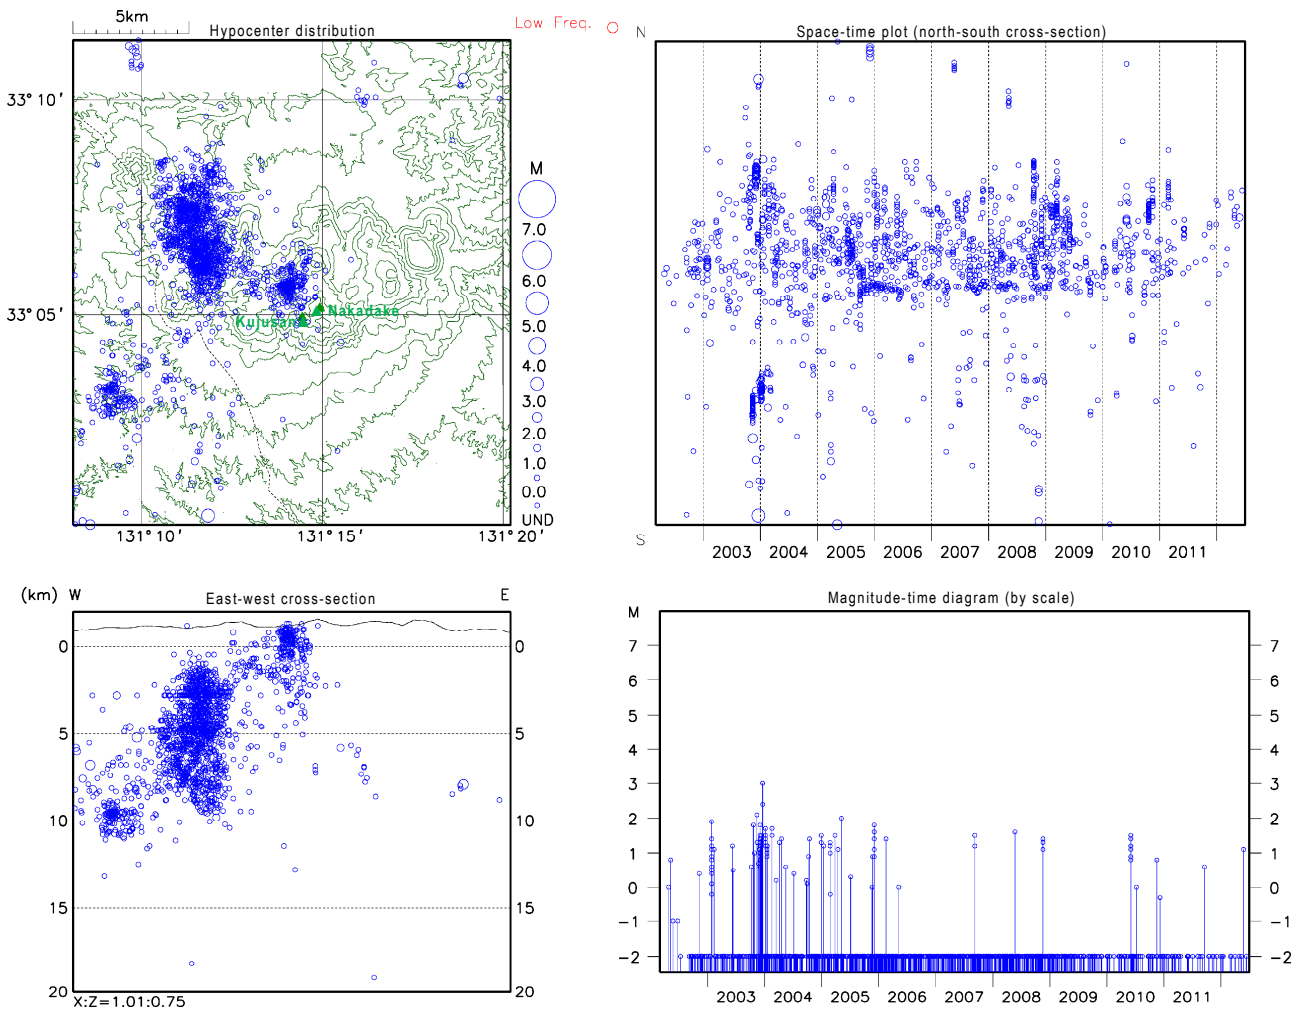 5km
Hypocenter distribution
Low Freq.
33° 10′
33° 05′
Kujusan
Nakadake
131° 10′
131° 15′
131° 20′
M
7.0
6.0
5.0
4.0
3.0
2.0
1.0
0.0
UND
N
Space-time plot (north-south cross-section)
S
2003 2004 2005 2006 2007 2008 2009 2010 2011
(km) W
East-west cross-section
E
0 0
5 5
10 10
15 15
20 20
X:Z=1.01:0.75
M
Magnitude-time diagram (by scale)
7 7
6 6
5 5
4 4
3 3
2 2
1 1
0 0
-1 -1
-2 -2
2003 2004 2005 2006 2007 2008 2009 2010 2011